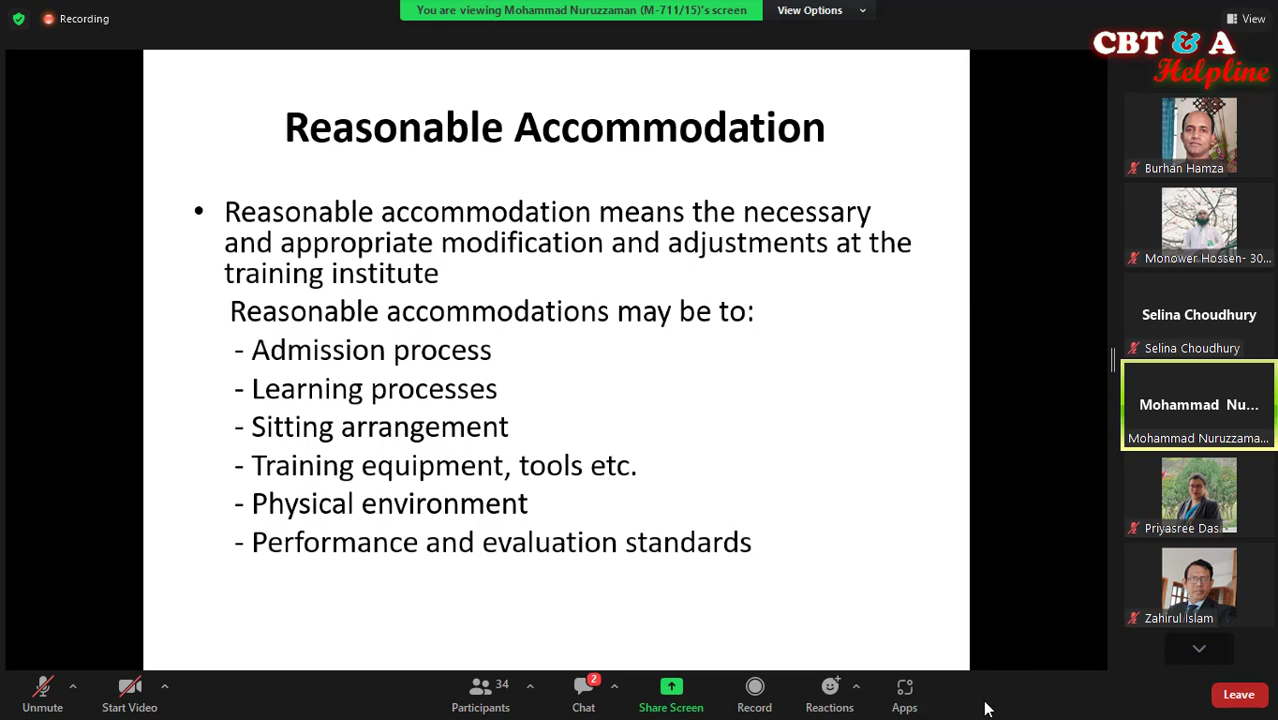 Recording
You are viewing Mohammad Nuruzzaman (M-711/15)'s screen
View Options
View
CBT & A
Helpline
Reasonable Accommodation
• Reasonable accommodation means the necessary
and appropriate modification and adjustments at the
training institute
Reasonable accommodations may be to:
- Admission process
- Learning processes
- Sitting arrangement
- Training equipment, tools etc.
- Physical environment
- Performance and evaluation standards
Burhan Hamza
Monower Hossen- 30...
Selina Choudhury
Selina Choudhury
Mohammad Nu...
Mohammad Nuruzzama...
Priyasree Das
Zahirul Islam
Unmute
Start Video
34
Participants
2
Chat
Share Screen
Record
Reactions
Apps
Leave